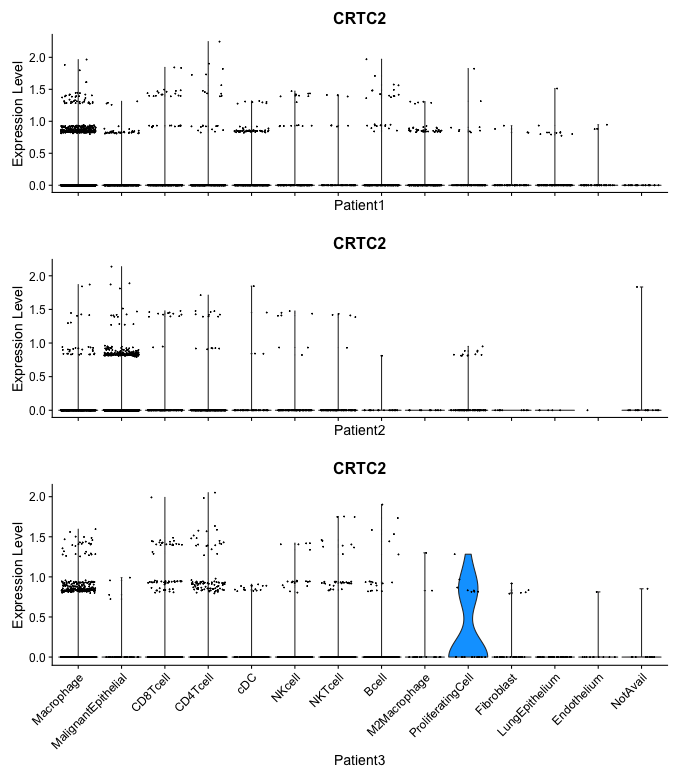 CRTC2
Expression Level
2.0
1.5
1.0
0.5
0.0
Patient1
CRTC2
Expression Level
2.0
1.5
1.0
0.5
0.0
Patient2
CRTC2
Expression Level
2.0
1.5
1.0
0.5
0.0
Macrophage
MalignantEpithelial
CD8Tcell
CD4Tcell
cDC
NKcell
NKTcell
Bcell
M2Macrophage
ProliferatingCell
Fibroblast
LungEpithelium
Endothelium
NotAvail
Patient3